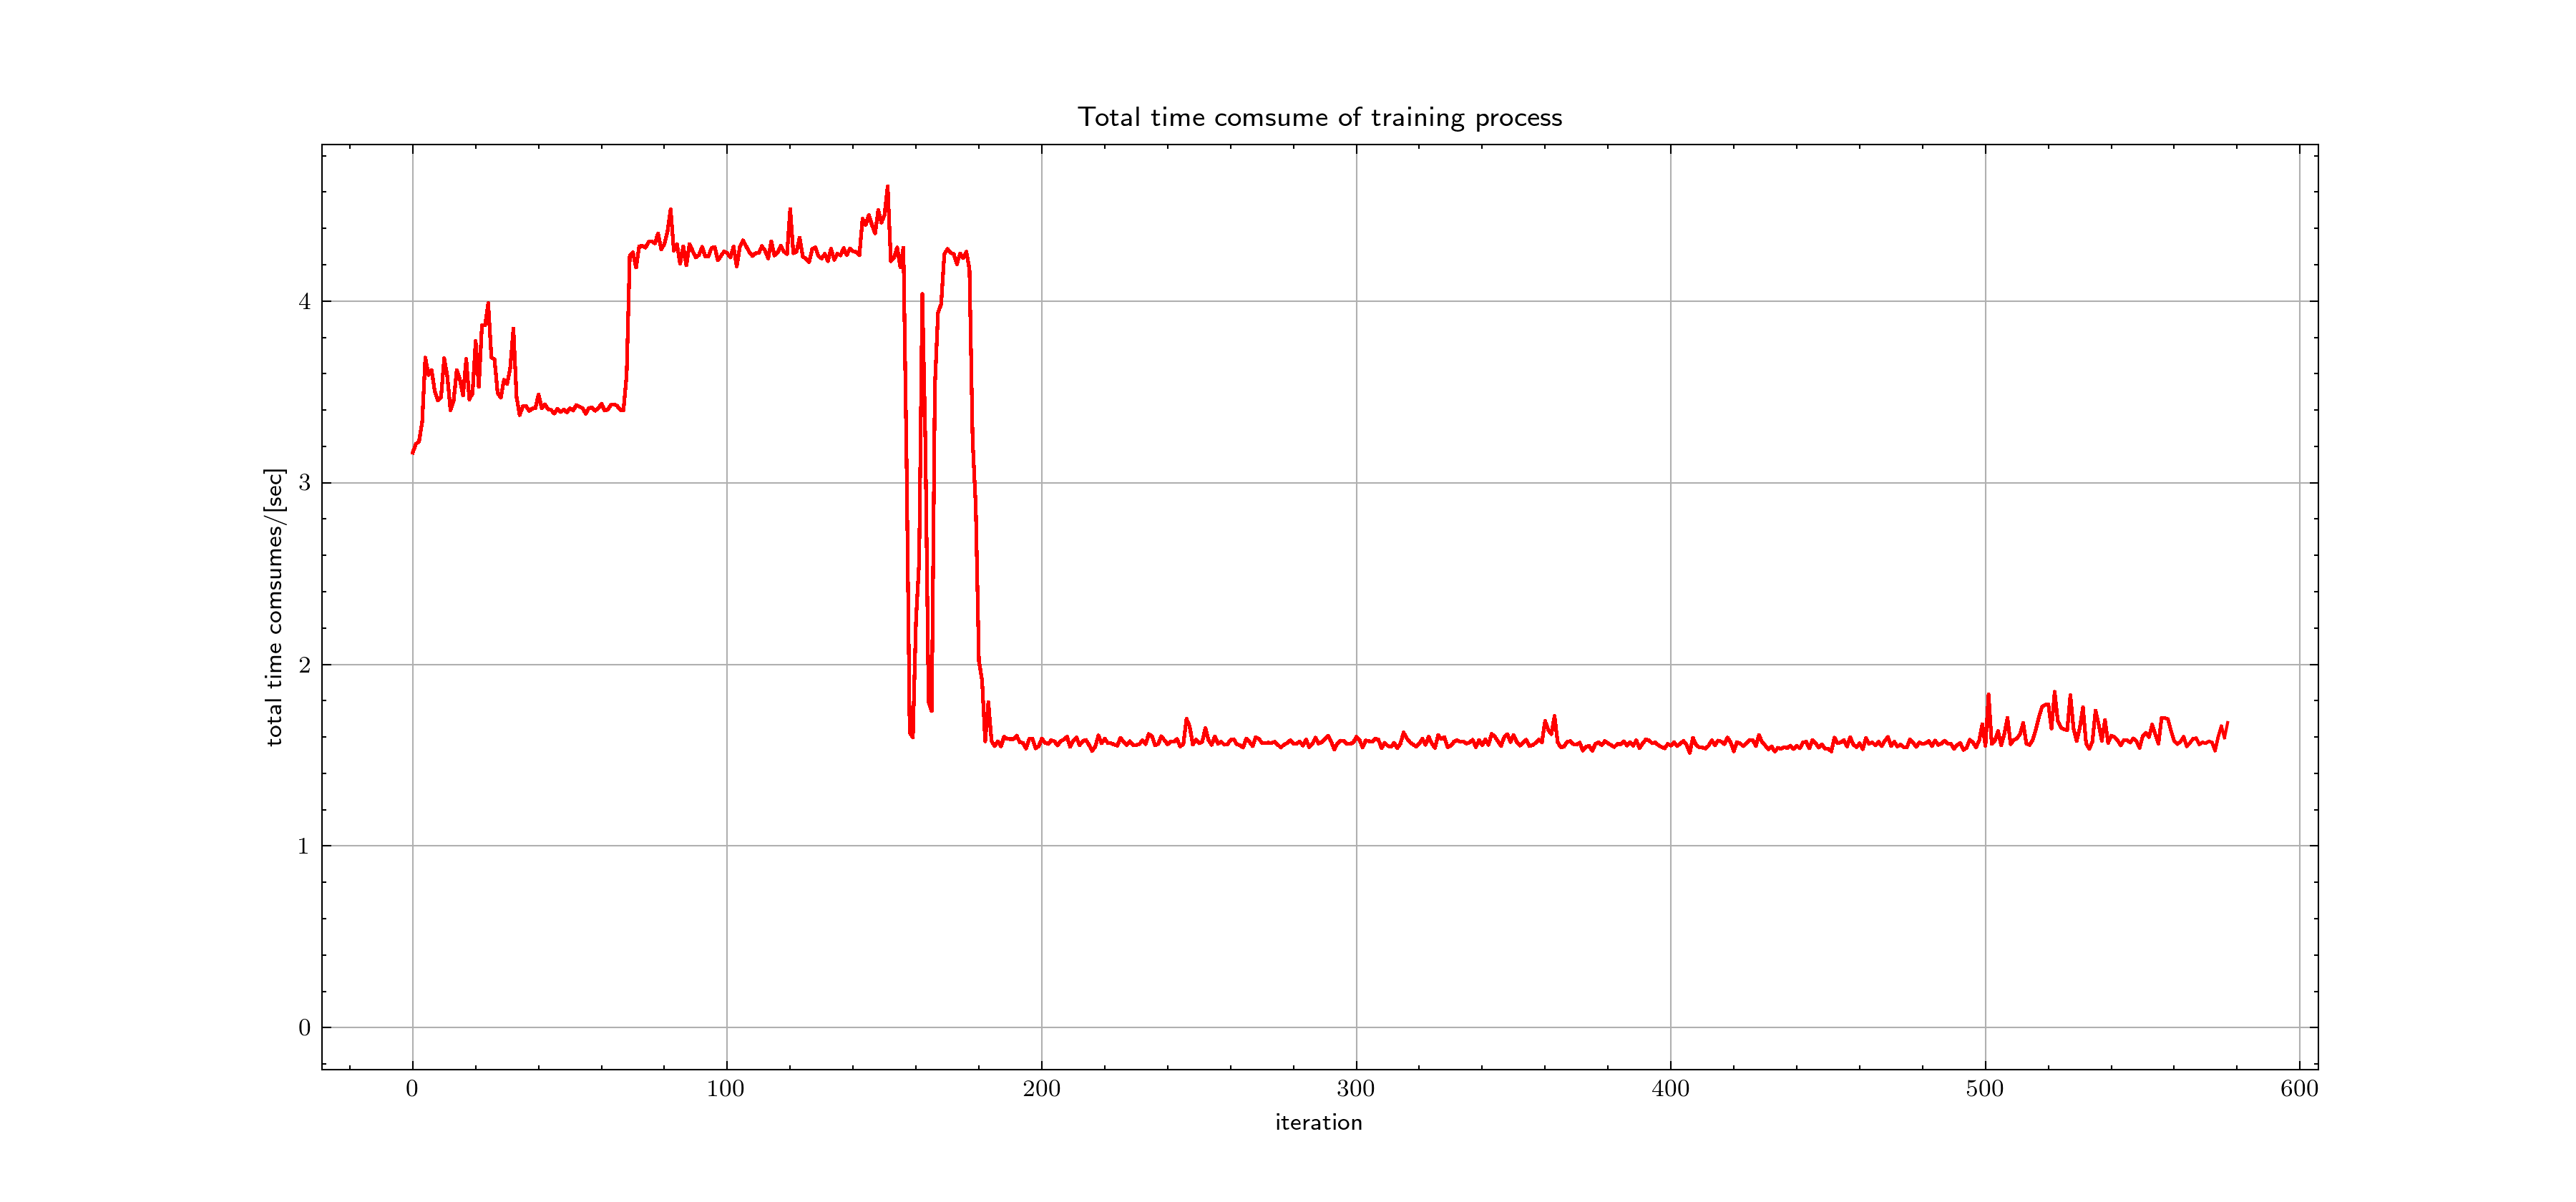 Total time comsume of training process
total time comsumes/[sec]
4
3
2
1
0
0 100 200 300 400 500 600
iteration